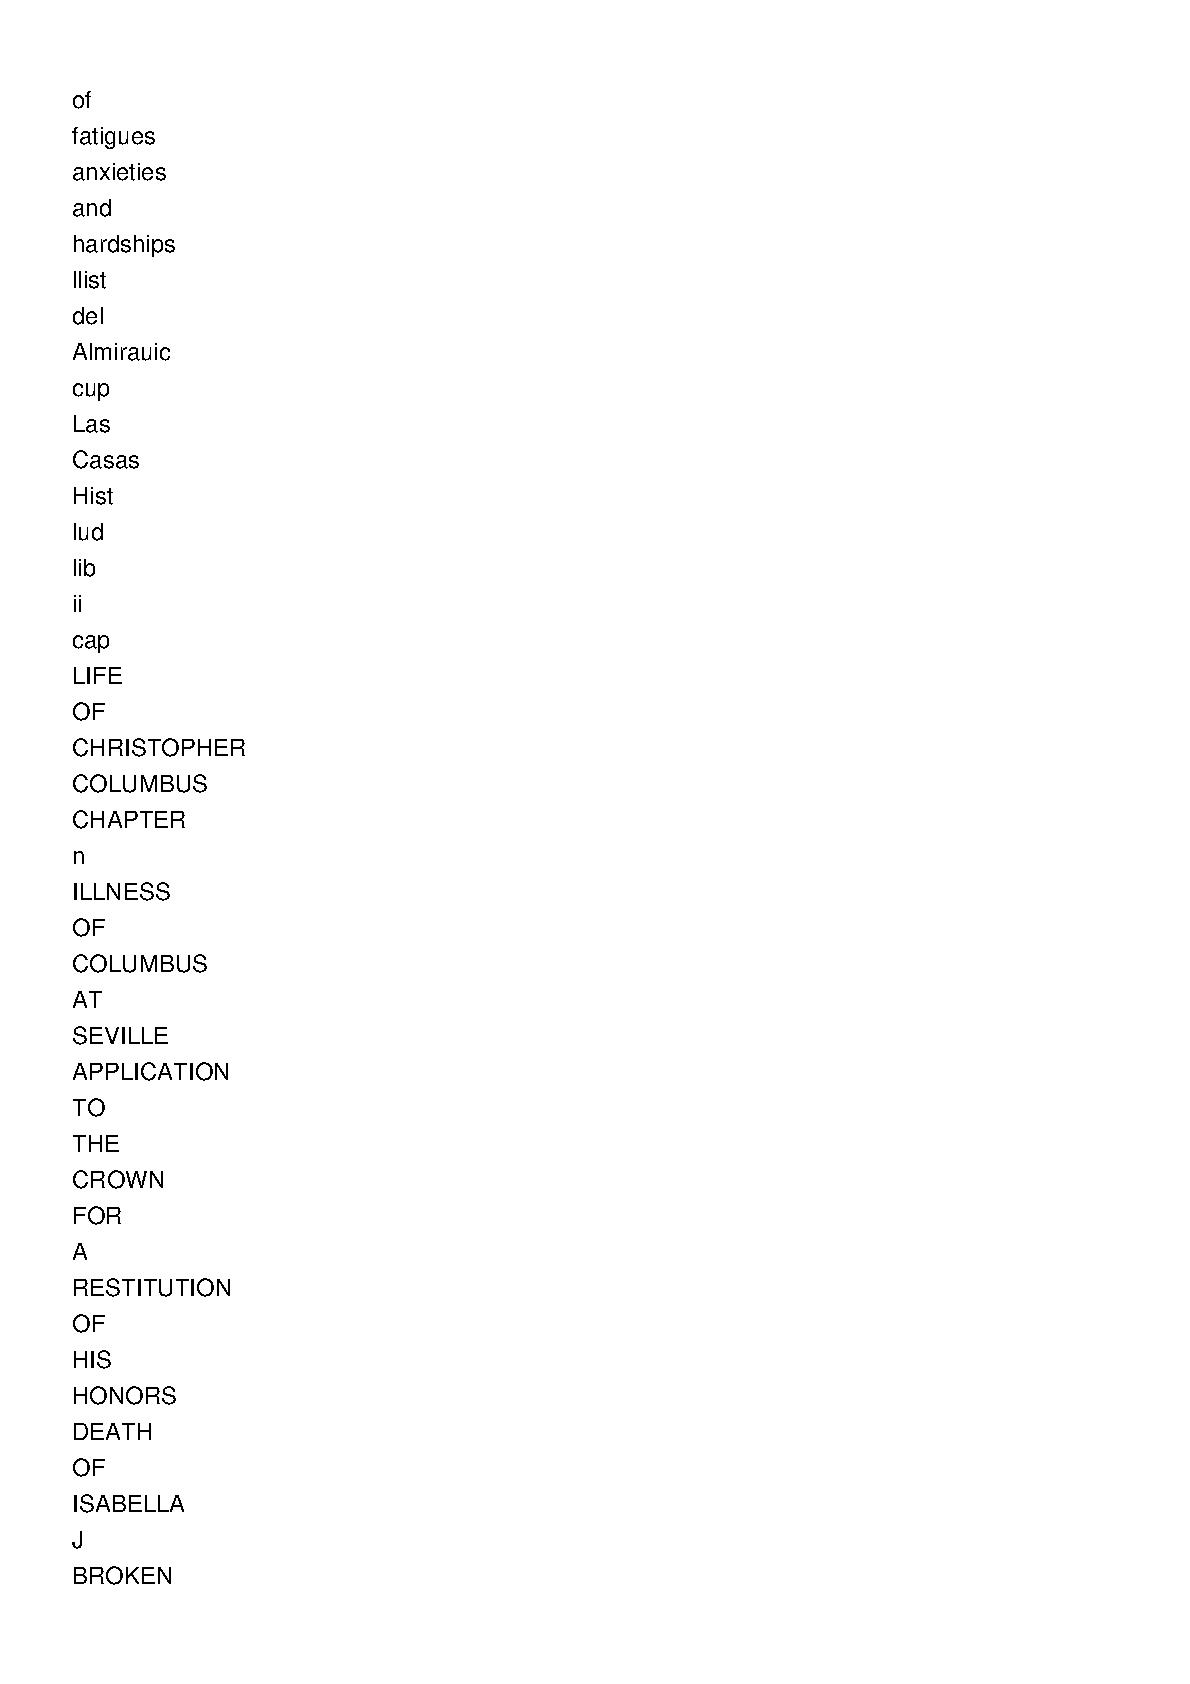 of
fatigues
anxieties
and
hardships
llist
del
Almirauic
cup
Las
Casas
Hist
lud
lib
ii
cap
LIFE
OF
CHRISTOPHER
COLUMBUS
CHAPTER
n
ILLNESS
OF
COLUMBUS
AT
SEVILLE
APPLICATION
TO
THE
CROWN
FOR
A
RESTITUTION
OF
HIS
HONORS
DEATH
OF
ISABELLA
J
BROKEN